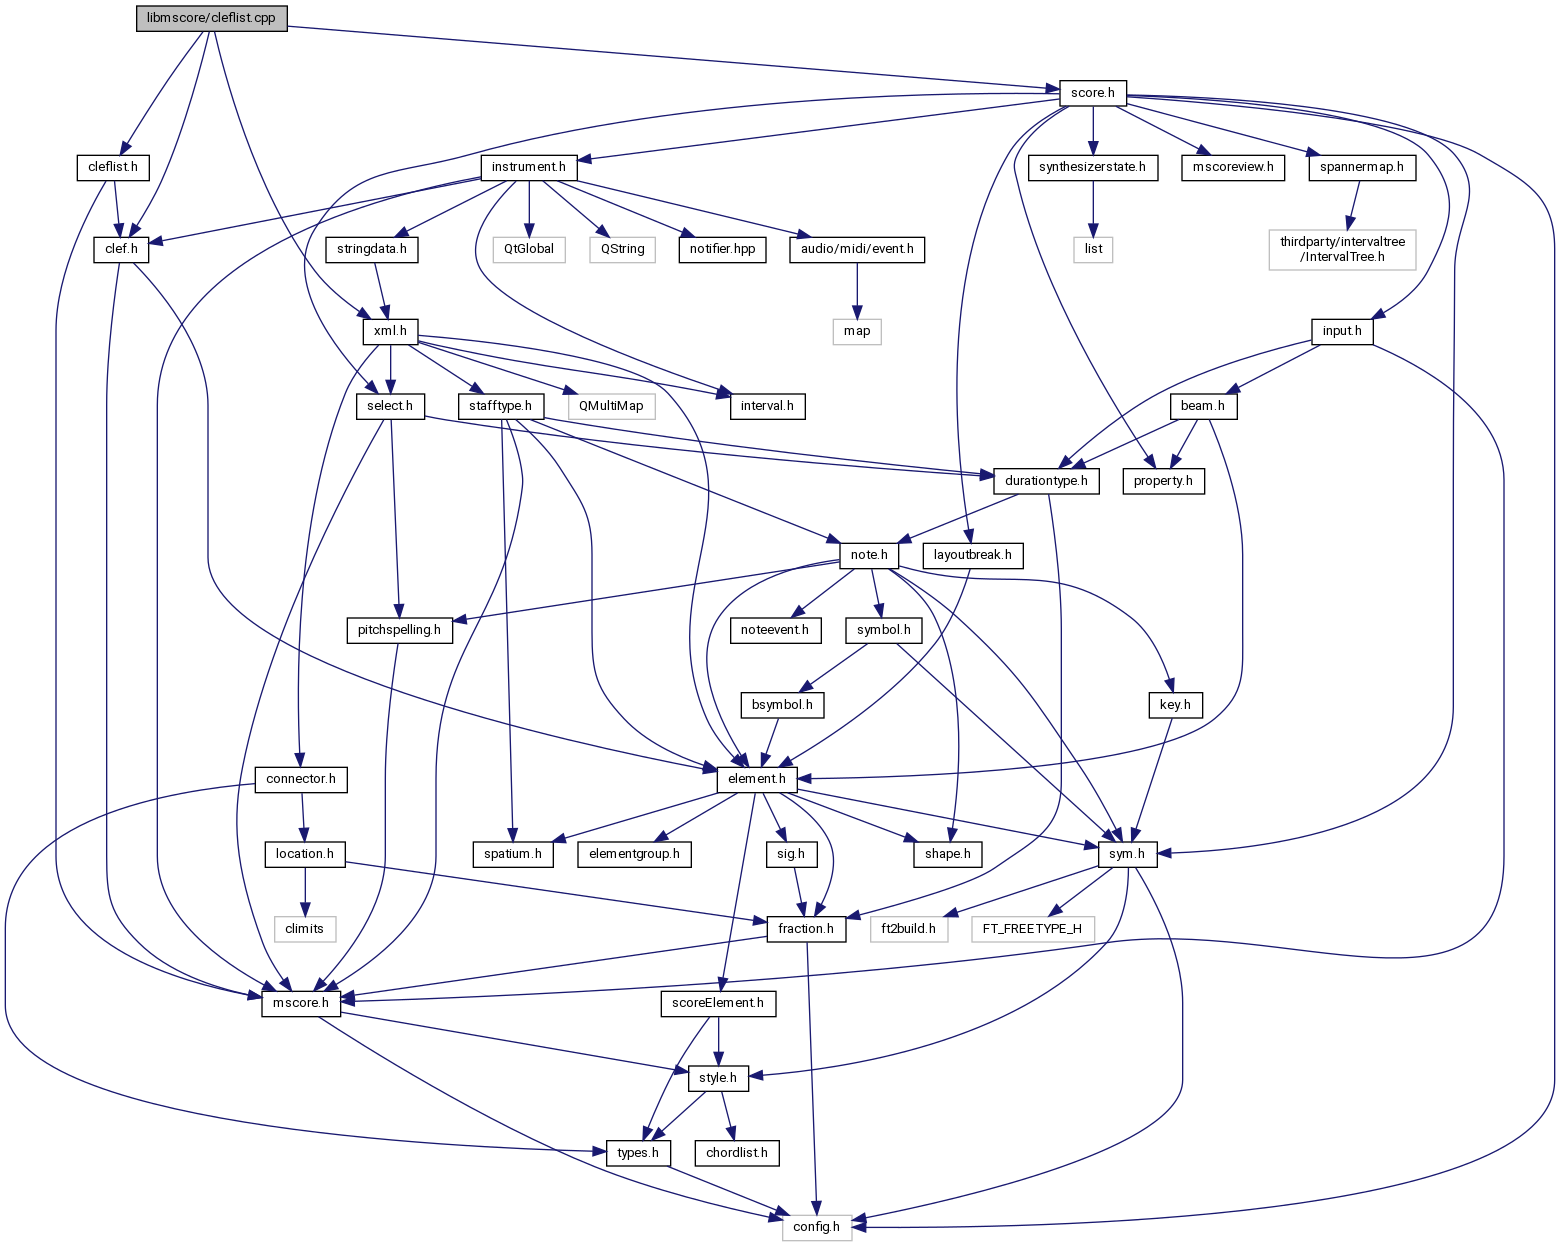 libmscore/cleflist.cpp
score.h
cleflist.h
instrument.h
synthesizerstate.h
mscoreview.h
spannermap.h
clef.h
stringdata.h
QtGlobal
QString
notifier.hpp
audio/midi/event.h
list
thirdparty/intervaltree
/IntervalTree.h
xml.h
map
input.h
select.h
stafftype.h
QMultiMap
interval.h
beam.h
durationtype.h
property.h
note.h
layoutbreak.h
pitchspelling.h
noteevent.h
symbol.h
bsymbol.h
key.h
connector.h
element.h
location.h
spatium.h
elementgroup.h
sig.h
shape.h
sym.h
climits
fraction.h
ft2build.h
FT_FREETYPE_H
mscore.h
scoreElement.h
style.h
types.h
chordlist.h
config.h